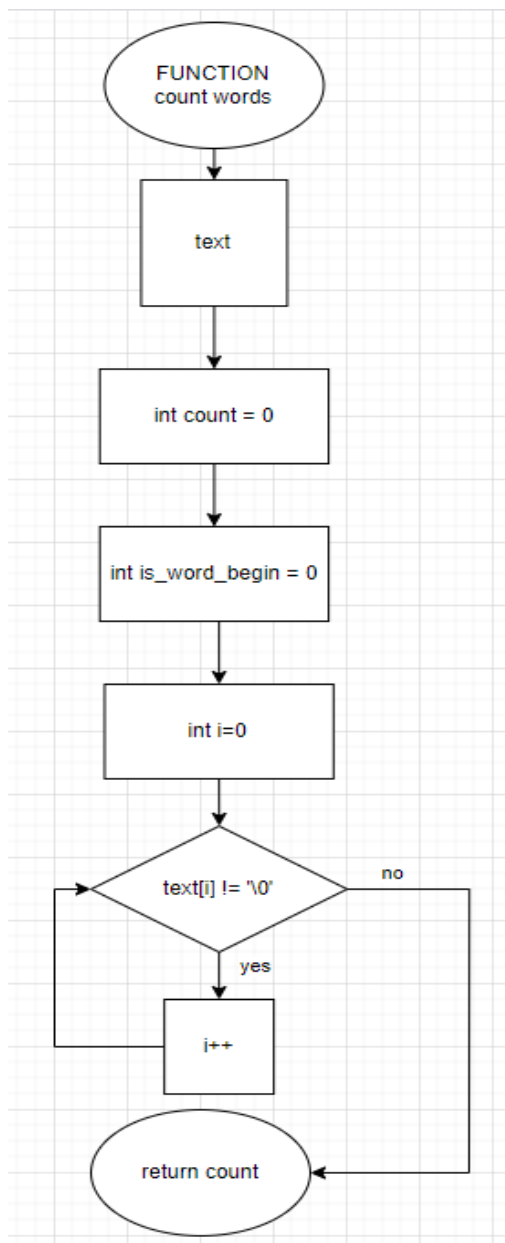 FUNCTION
count words
text
int count = 0
int is_word_begin = 0
int i=0
text[i] != '\0'
no
yes
i++
return count